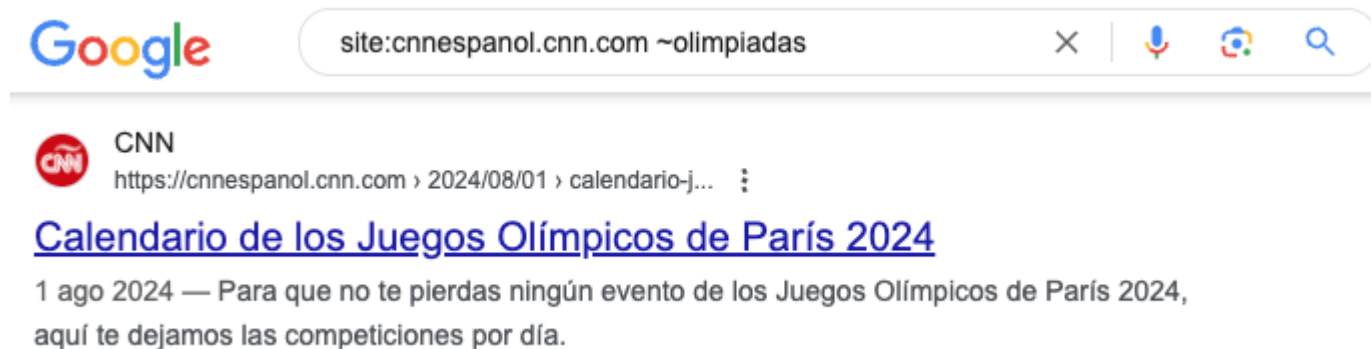 Google
site:cnnespanol.cnn.com ~olimpiadas
CNN
CNN
https://cnnespanol.cnn.com › 2024/08/01 › calendario-j...
Calendario de los Juegos Olímpicos de París 2024
1 ago 2024 — Para que no te pierdas ningún evento de los Juegos Olímpicos de París 2024,
aquí te dejamos las competiciones por día.